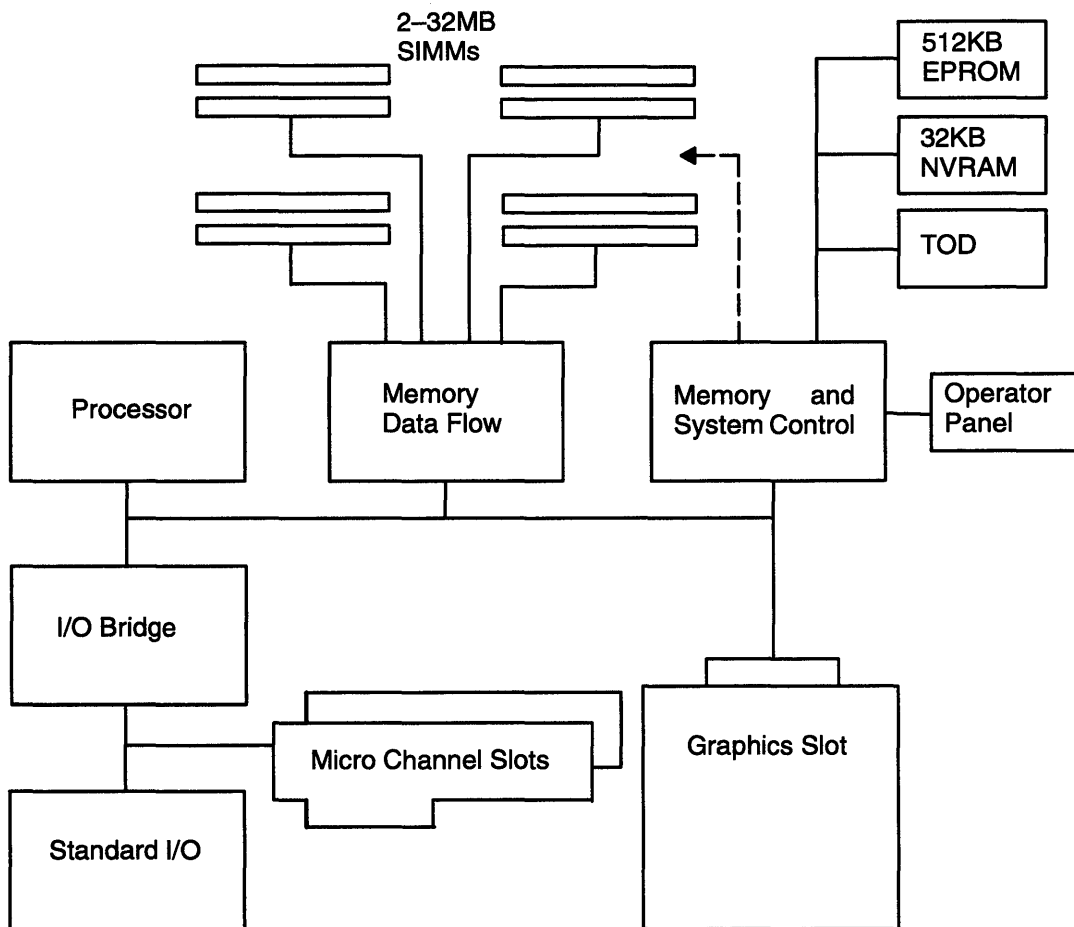 2–32MB
SIMMs
512KB
EPROM
32KB
NVRAM
TOD
Processor
Memory
Data Flow
Memory and
System Control
Operator
Panel
I/O Bridge
Micro Channel Slots
Graphics Slot
Standard I/O